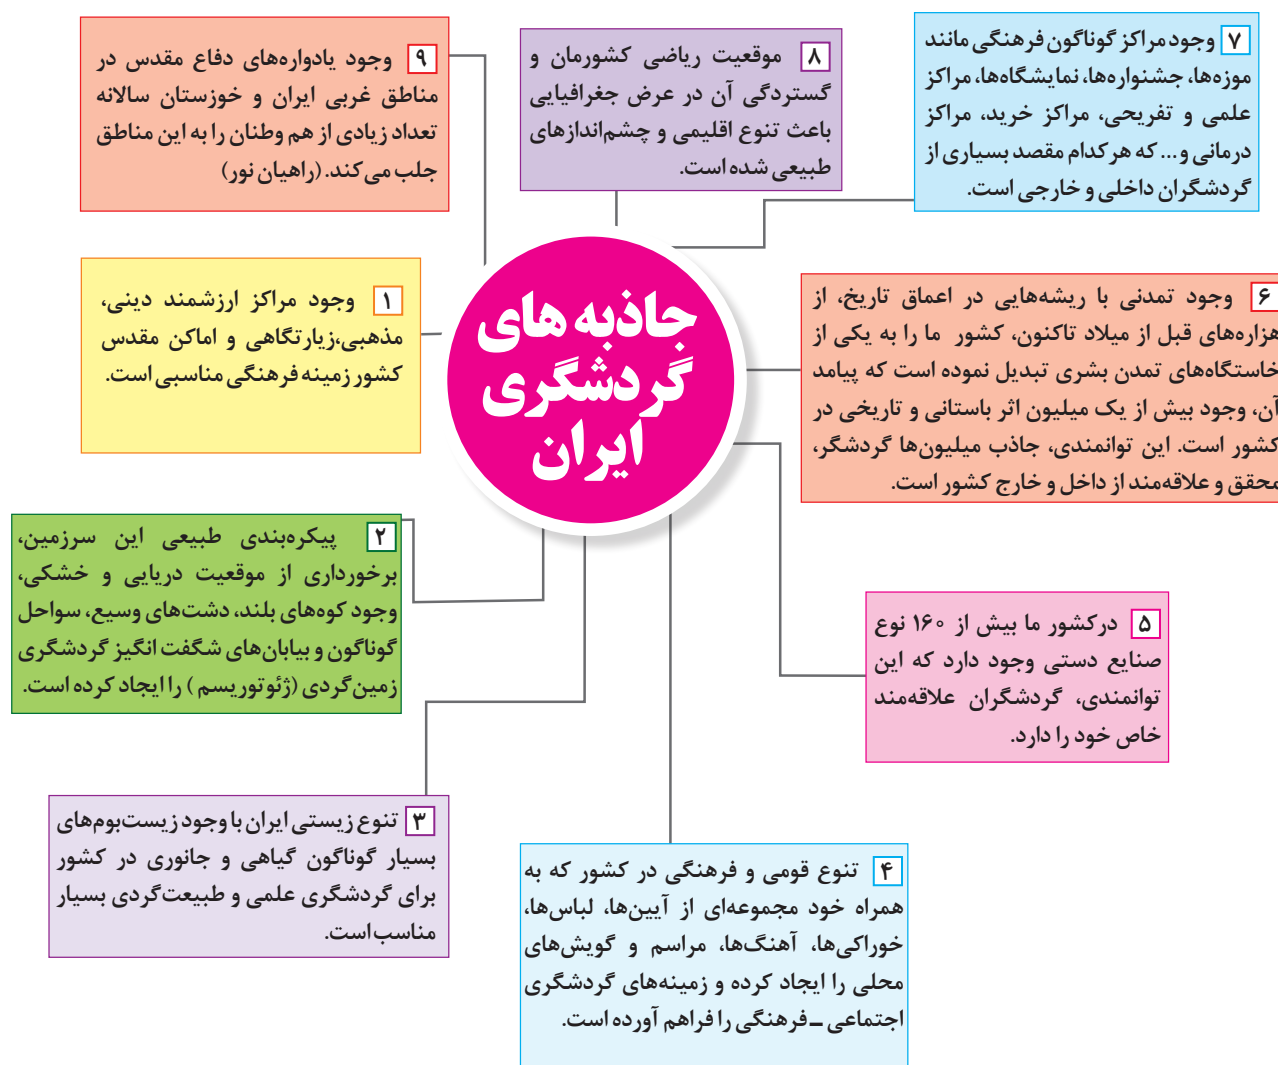 جاذبه های
گردشگری
ایران
۱ وجود مراکز ارزشمند دینی،
مذهبی،زیارتگاهی و اماکن مقدس
کشور زمینه فرهنگی مناسبی است.
۲ پیکره‌بندی طبیعی این سرزمین،
برخورداری از موقعیت دریایی و خشکی،
وجود کوه‌های بلند، دشت‌های وسیع، سواحل
گوناگون و بیابان‌های شگفت انگیز گردشگری
زمین‌گردی (ژئوتوریسم ) را ایجاد کرده است.
۳ تنوع زیستی ایران با وجود زیست‌بوم‌های
بسیار گوناگون گیاهی و جانوری در کشور
برای گردشگری علمی و طبیعت‌گردی بسیار
مناسب‌است.
۴ تنوع قومی و فرهنگی در کشور که به
همراه خود مجموعه‌ای از آیین‌ها، لباس‌ها،
خوراکی‌ها، آهنگ‌ها، مراسم و گویش‌های
محلی را ایجاد کرده و زمینه‌های گردشگری
اجتماعی ــ فرهنگی را فراهم آورده است.
۵ درکشور ما بیش از ۱۶۰ نوع
صنایع دستی وجود دارد که این
توانمندی، گردشگران علاقه‌مند
خاص خود را دارد.
۶ وجود تمدنی با ریشه‌هایی در اعماق تاریخ، از
هزاره‌های قبل از میلاد تاکنون، کشور ما را به یکی از
خاستگاه‌های تمدن بشری تبدیل نموده است که پیامد
آن، وجود بیش از یک میلیون اثر باستانی و تاریخی در
کشور است. این توانمندی، جاذب میلیون‌ها گردشگر،
محقق و علاقه‌مند از داخل و خارج کشور است.
۷ وجود مراکز گوناگون فرهنگی مانند
موزه‌ها، جشنواره‌ها، نمایشگاه‌ها، مراکز
علمی و تفریحی، مراکز خرید، مراکز
درمانی و... که هرکدام مقصد بسیاری از
گردشگران داخلی و خارجی است.
۸ موقعیت ریاضی کشورمان و
گستردگی آن در عرض جغرافیایی
باعث تنوع اقلیمی و چشم‌اندازهای
طبیعی شده است.
۹ وجود یادواره‌های دفاع مقدس در
مناطق غربی ایران و خوزستان سالانه
تعداد زیادی از هم وطنان را به این مناطق
جلب می‌کند. (راهیان نور)